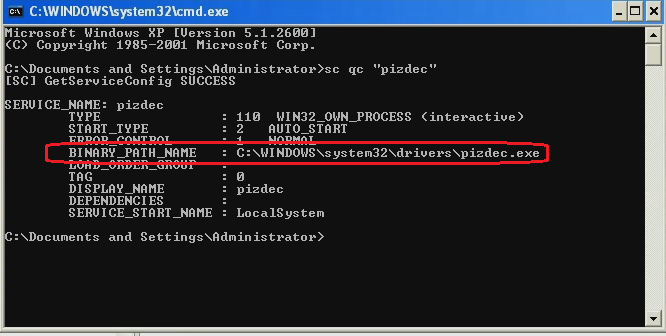 C:\WINDOWS\system32\cmd.exe
Microsoft Windows XP [Version 5.1.2600]
(C) Copyright 1985-2001 Microsoft Corp.
C:\Documents and Settings\Administrator>sc qc "pizdec"
[SC] GetServiceConfig SUCCESS
SERVICE_NAME: pizdec
TYPE : 110 WIN32_OWN_PROCESS (interactive)
START_TYPE : 2 AUTO_START
ERROR_CONTROL : 1 NORMAL
BINARY_PATH_NAME : C:\WINDOWS\system32\drivers\pizdec.exe
LOAD_ORDER_GROUP :
TAG : 0
DISPLAY_NAME : pizdec
DEPENDENCIES :
SERVICE_START_NAME : LocalSystem
C:\Documents and Settings\Administrator>